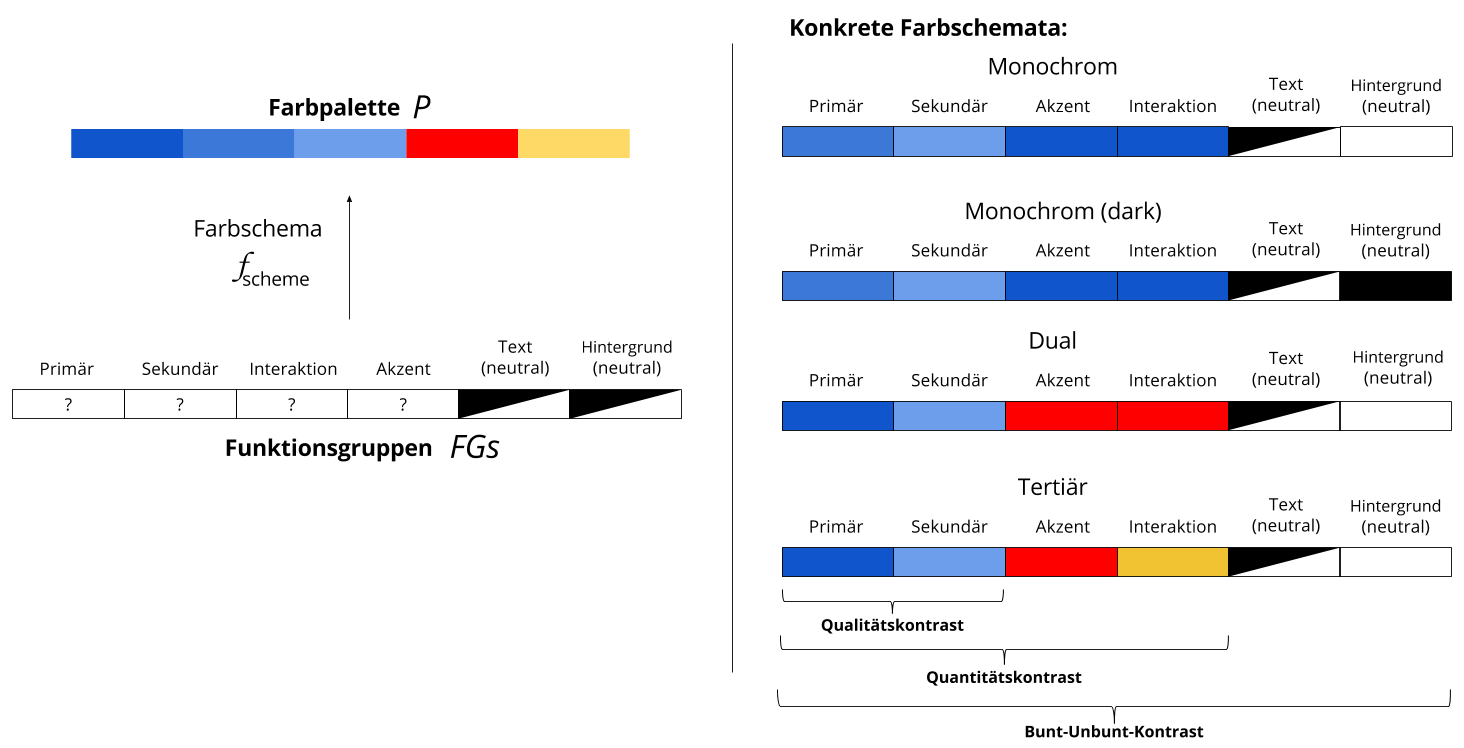 Farbpalette P
Farbschema
fscheme
Primär Sekundär Interaktion Akzent Text (neutral) Hintergrund (neutral)
? ? ? ?
Funktionsgruppen FGs
Konkrete Farbschemata:
Monochrom
Primär Sekundär Akzent Interaktion Text (neutral) Hintergrund (neutral)
Monochrom (dark)
Primär Sekundär Akzent Interaktion Text (neutral) Hintergrund (neutral)
Dual
Primär Sekundär Akzent Interaktion Text (neutral) Hintergrund (neutral)
Tertiär
Primär Sekundär Akzent Interaktion Text (neutral) Hintergrund (neutral)
Qualitätskontrast
Quantitätskontrast
Bunt-Unbunt-Kontrast